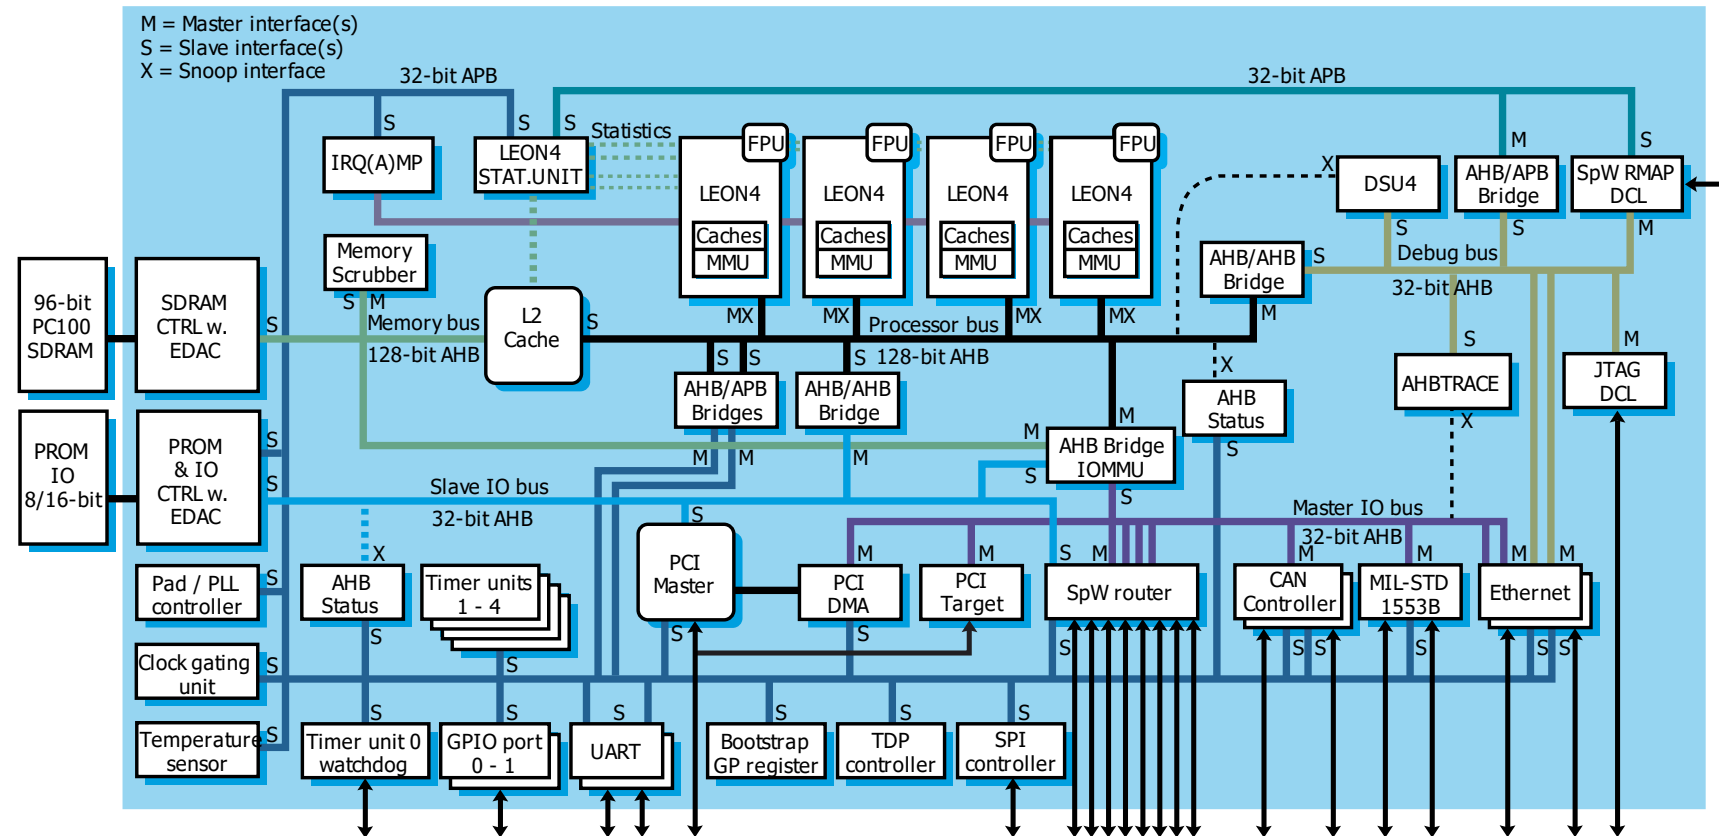 M = Master interface(s)
S = Slave interface(s)
X = Snoop interface
32-bit APB
32-bit APB
S
S
S
Statistics
M
S
IRQ(A)MP
LEON4
STAT.UNIT
FPU
LEON4
Caches
MMU
FPU
LEON4
Caches
MMU
FPU
LEON4
Caches
MMU
FPU
LEON4
Caches
MMU
X
DSU4
AHB/APB
Bridge
SpW RMAP
DCL
S
S
M
Memory
Scrubber
S
M
AHB/AHB
Bridge
S
M
Debug bus
32-bit AHB
96-bit
PC100
SDRAM
SDRAM
CTRL w.
EDAC
S
Memory bus
128-bit AHB
L2
Cache
S
MX
MX
MX
MX
Processor bus
128-bit AHB
S
S
S
X
S
M
AHB/APB
Bridges
AHB/AHB
Bridge
AHB
Status
AHBTRACE
JTAG
DCL
M
M
M
M
M
S
X
AHB Bridge
IOMMU
S
S
PROM
IO
8/16-bit
PROM
& IO
CTRL w.
EDAC
S
S
Slave IO bus
32-bit AHB
Master IO bus
32-bit AHB
X
S
M
M
S
M
M
M
M
Pad / PLL
controller
S
AHB
Status
Timer units
1 - 4
PCI
Master
PCI
DMA
PCI
Target
SpW router
CAN
Controller
MIL-STD
1553B
Ethernet
S
S
S
S
S
S
S
S
S
S
Clock gating
unit
S
Temperature
sensor
S
S
S
S
S
S
S
Timer unit 0
watchdog
GPIO port
0 - 1
UART
Bootstrap
GP register
TDP
controller
SPI
controller